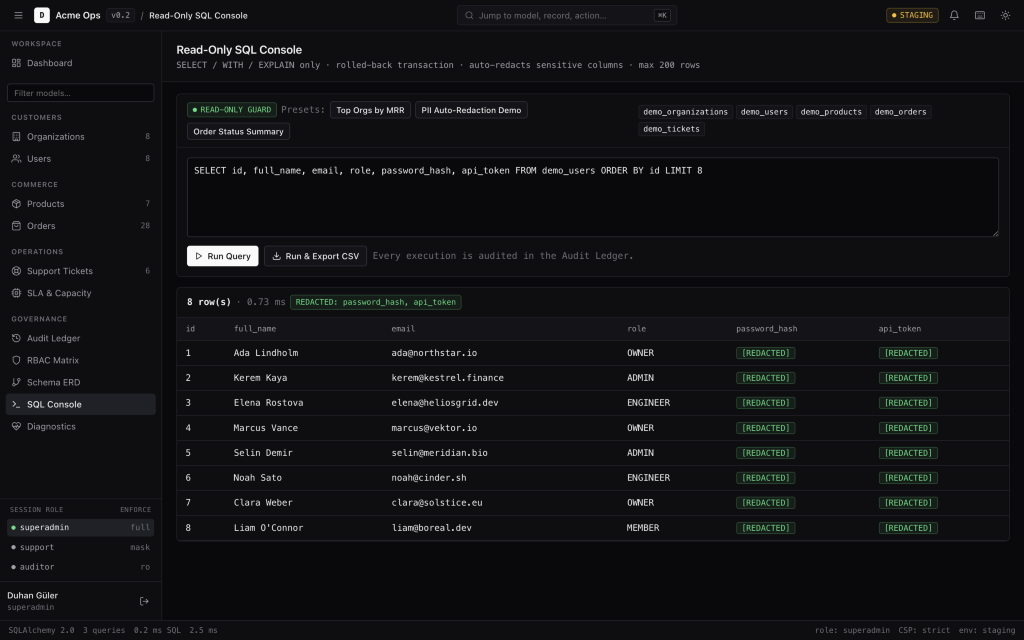 D Acme Ops v0.2 / Read-Only SQL Console
Jump to model, record, action... ⌘K
STAGING
WORKSPACE
Dashboard
Filter models...
CUSTOMERS
Organizations 8
Users 8
COMMERCE
Products 7
Orders 28
OPERATIONS
Support Tickets 6
SLA & Capacity
GOVERNANCE
Audit Ledger
RBAC Matrix
Schema ERD
SQL Console
Diagnostics
SESSION ROLE ENFORCE
superadmin full
support mask
auditor ro
Duhan Güler
superadmin
Read-Only SQL Console
SELECT / WITH / EXPLAIN only · rolled-back transaction · auto-redacts sensitive columns · max 200 rows
READ-ONLY GUARD Presets: Top Orgs by MRR PII Auto-Redaction Demo
Order Status Summary
demo_organizations demo_users demo_products demo_orders
demo_tickets
SELECT id, full_name, email, role, password_hash, api_token FROM demo_users ORDER BY id LIMIT 8
Run Query Run & Export CSV Every execution is audited in the Audit Ledger.
8 row(s) · 0.73 ms REDACTED: password_hash, api_token
id full_name email role password_hash api_token
1 Ada Lindholm ada@northstar.io OWNER [REDACTED] [REDACTED]
2 Kerem Kaya kerem@kestrel.finance ADMIN [REDACTED] [REDACTED]
3 Elena Rostova elena@heliosgrid.dev ENGINEER [REDACTED] [REDACTED]
4 Marcus Vance marcus@vektor.io OWNER [REDACTED] [REDACTED]
5 Selin Demir selin@meridian.bio ADMIN [REDACTED] [REDACTED]
6 Noah Sato noah@cinder.sh ENGINEER [REDACTED] [REDACTED]
7 Clara Weber clara@solstice.eu OWNER [REDACTED] [REDACTED]
8 Liam O'Connor liam@boreal.dev MEMBER [REDACTED] [REDACTED]
SQLAlchemy 2.0 3 queries 0.2 ms SQL 2.5 ms
role: superadmin CSP: strict env: staging